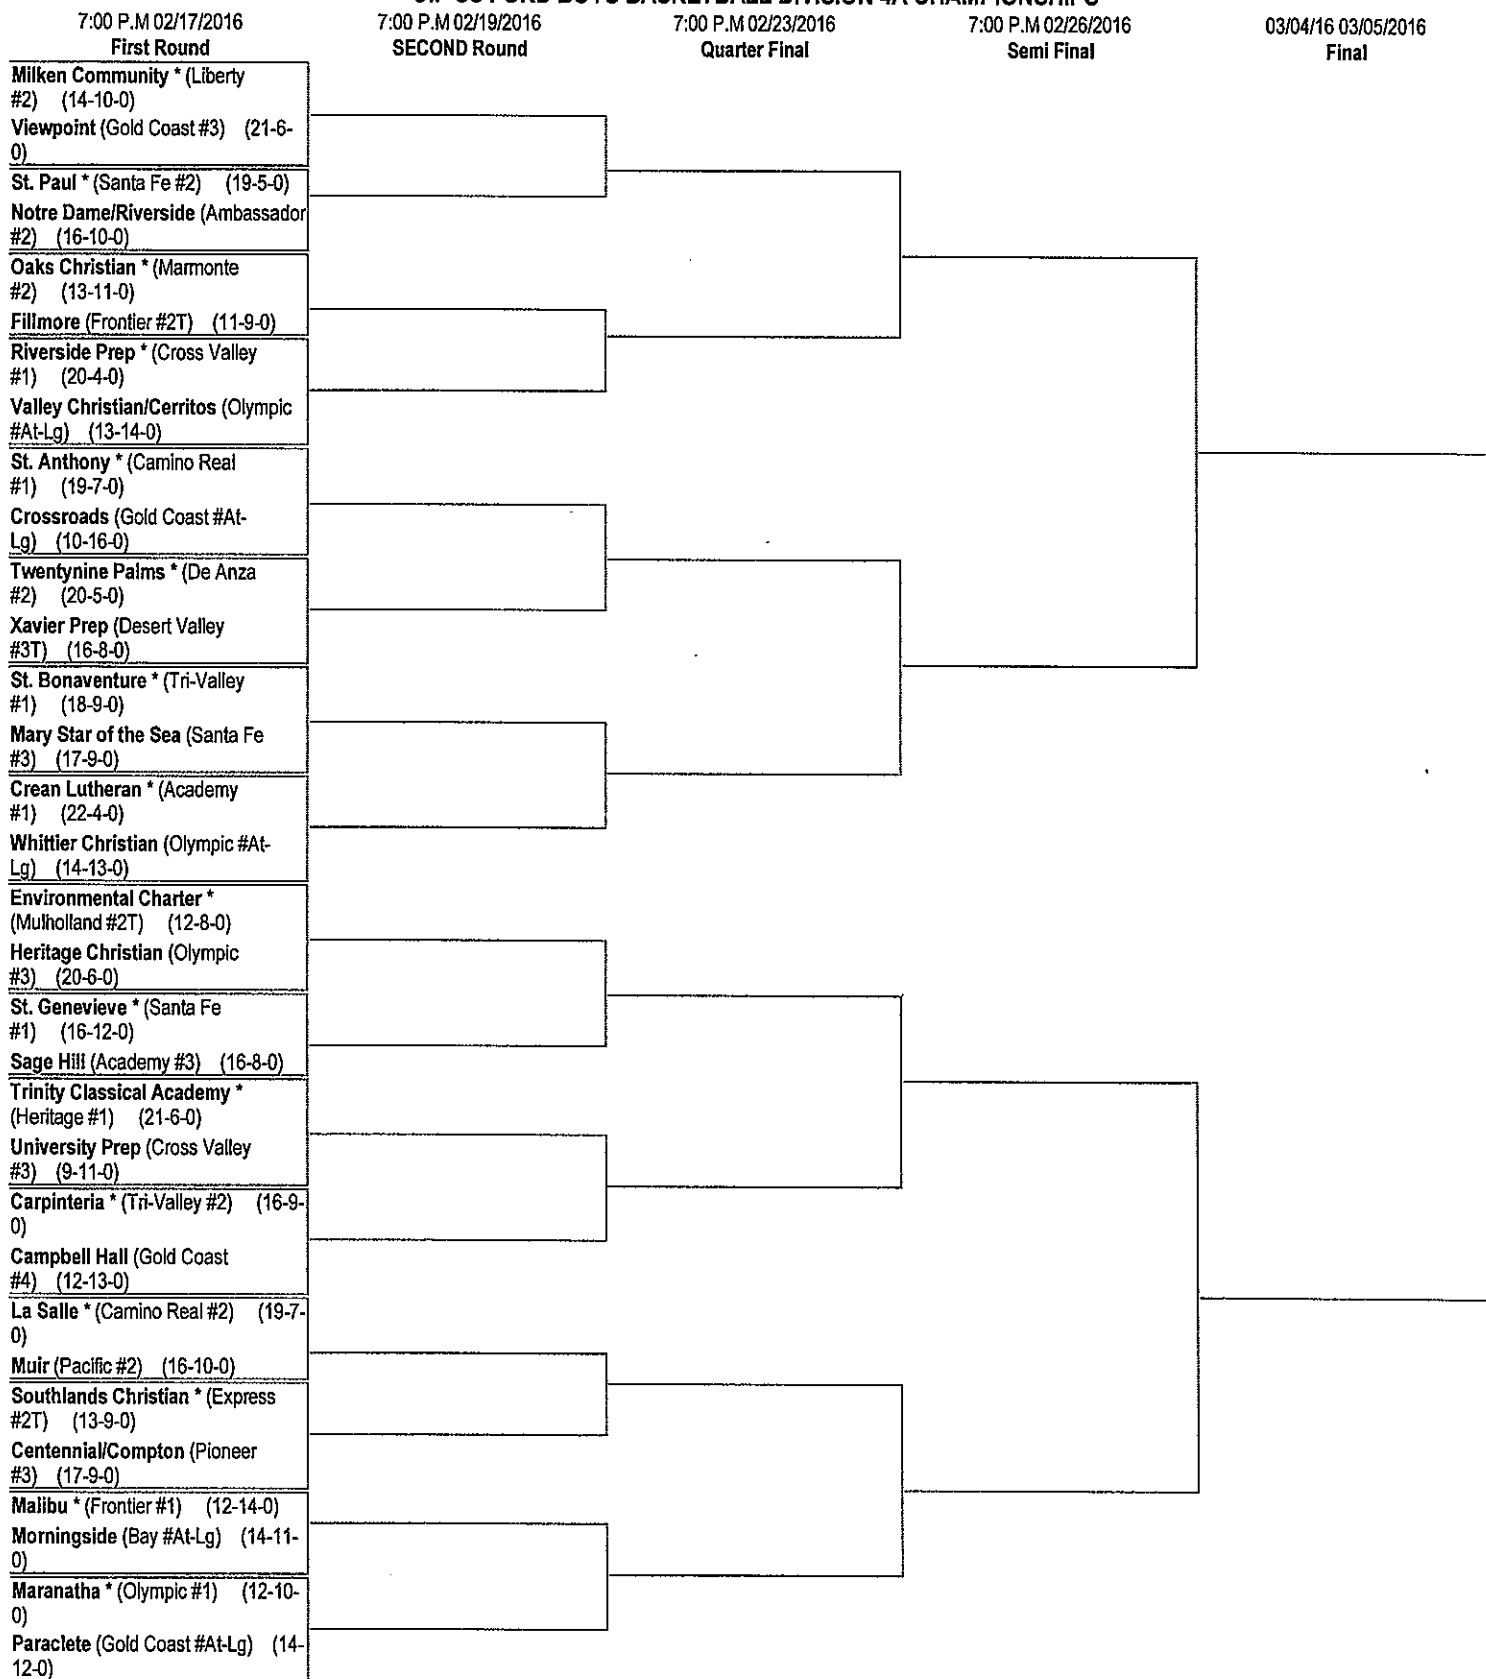 CIF-SS FORD BOYS BASKETBALL DIVISION 4A CHAMPIONSHIPS
7:00 P.M 02/17/2016
First Round
7:00 P.M 02/19/2016
SECOND Round
7:00 P.M 02/23/2016
Quarter Final
7:00 P.M 02/26/2016
Semi Final
03/04/16 03/05/2016
Final
Milken Community * (Liberty
#2) (14-10-0)
Viewpoint (Gold Coast #3) (21-6-
0)
St. Paul * (Santa Fe #2) (19-5-0)
Notre Dame/Riverside (Ambassador
#2) (16-10-0)
Oaks Christian * (Marmonte
#2) (13-11-0)
Fillmore (Frontier #2T) (11-9-0)
Riverside Prep * (Cross Valley
#1) (20-4-0)
Valley Christian/Cerritos (Olympic
#At-Lg) (13-14-0)
St. Anthony * (Camino Real
#1) (19-7-0)
Crossroads (Gold Coast #At-
Lg) (10-16-0)
Twentynine Palms * (De Anza
#2) (20-5-0)
Xavier Prep (Desert Valley
#3T) (16-8-0)
St. Bonaventure * (Tri-Valley
#1) (18-9-0)
Mary Star of the Sea (Santa Fe
#3) (17-9-0)
Crean Lutheran * (Academy
#1) (22-4-0)
Whittier Christian (Olympic #At-
Lg) (14-13-0)
Environmental Charter *
(Mulholland #2T) (12-8-0)
Heritage Christian (Olympic
#3) (20-6-0)
St. Genevieve * (Santa Fe
#1) (16-12-0)
Sage Hill (Academy #3) (16-8-0)
Trinity Classical Academy *
(Heritage #1) (21-6-0)
University Prep (Cross Valley
#3) (9-11-0)
Carpinteria * (Tri-Valley #2) (16-9-
0)
Campbell Hall (Gold Coast
#4) (12-13-0)
La Salle * (Camino Real #2) (19-7-
0)
Muir (Pacific #2) (16-10-0)
Southlands Christian * (Express
#2T) (13-9-0)
Centennial/Compton (Pioneer
#3) (17-9-0)
Malibu * (Frontier #1) (12-14-0)
Morningside (Bay #At-Lg) (14-11-
0)
Maranatha * (Olympic #1) (12-10-
0)
Paraclete (Gold Coast #At-Lg) (14-
12-0)